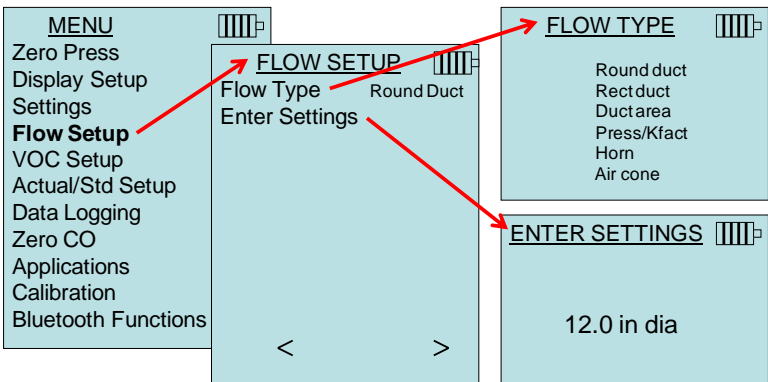 MENU
Zero Press
Display Setup
Settings
Flow Setup
VOC Setup
Actual/Std Setup
Data Logging
Zero CO
Applications
Calibration
Bluetooth Functions
FLOW SETUP
Flow Type Round Duct
Enter Settings
< >
FLOW TYPE
Round duct
Rect duct
Duct area
Press/Kfact
Horn
Air cone
ENTER SETTINGS
12.0 in dia